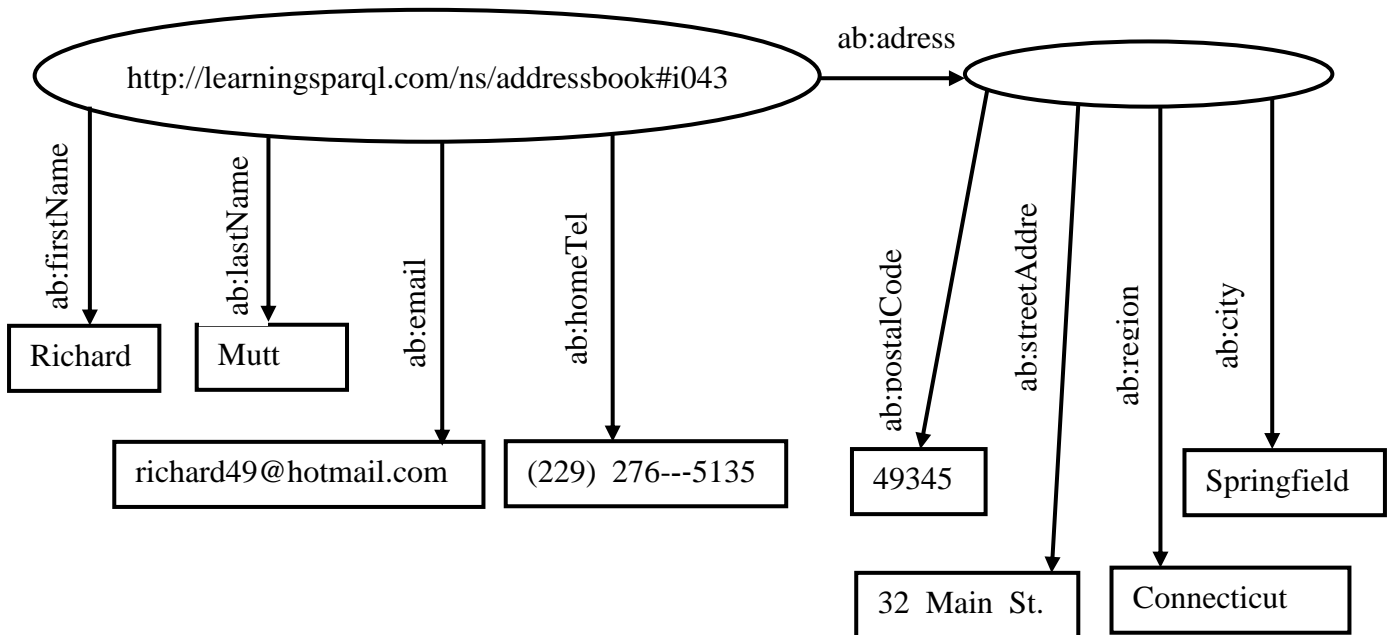 ab:adress
http://learningsparql.com/ns/addressbook#i043
ab:firstName
ab:lastName
ab:email
ab:homeTel
ab:postalCode
ab:streetAddre
ab:region
ab:city
Richard
Mutt
richard49@hotmail.com
(229) 276---5135
49345
Springfield
32 Main St.
Connecticut